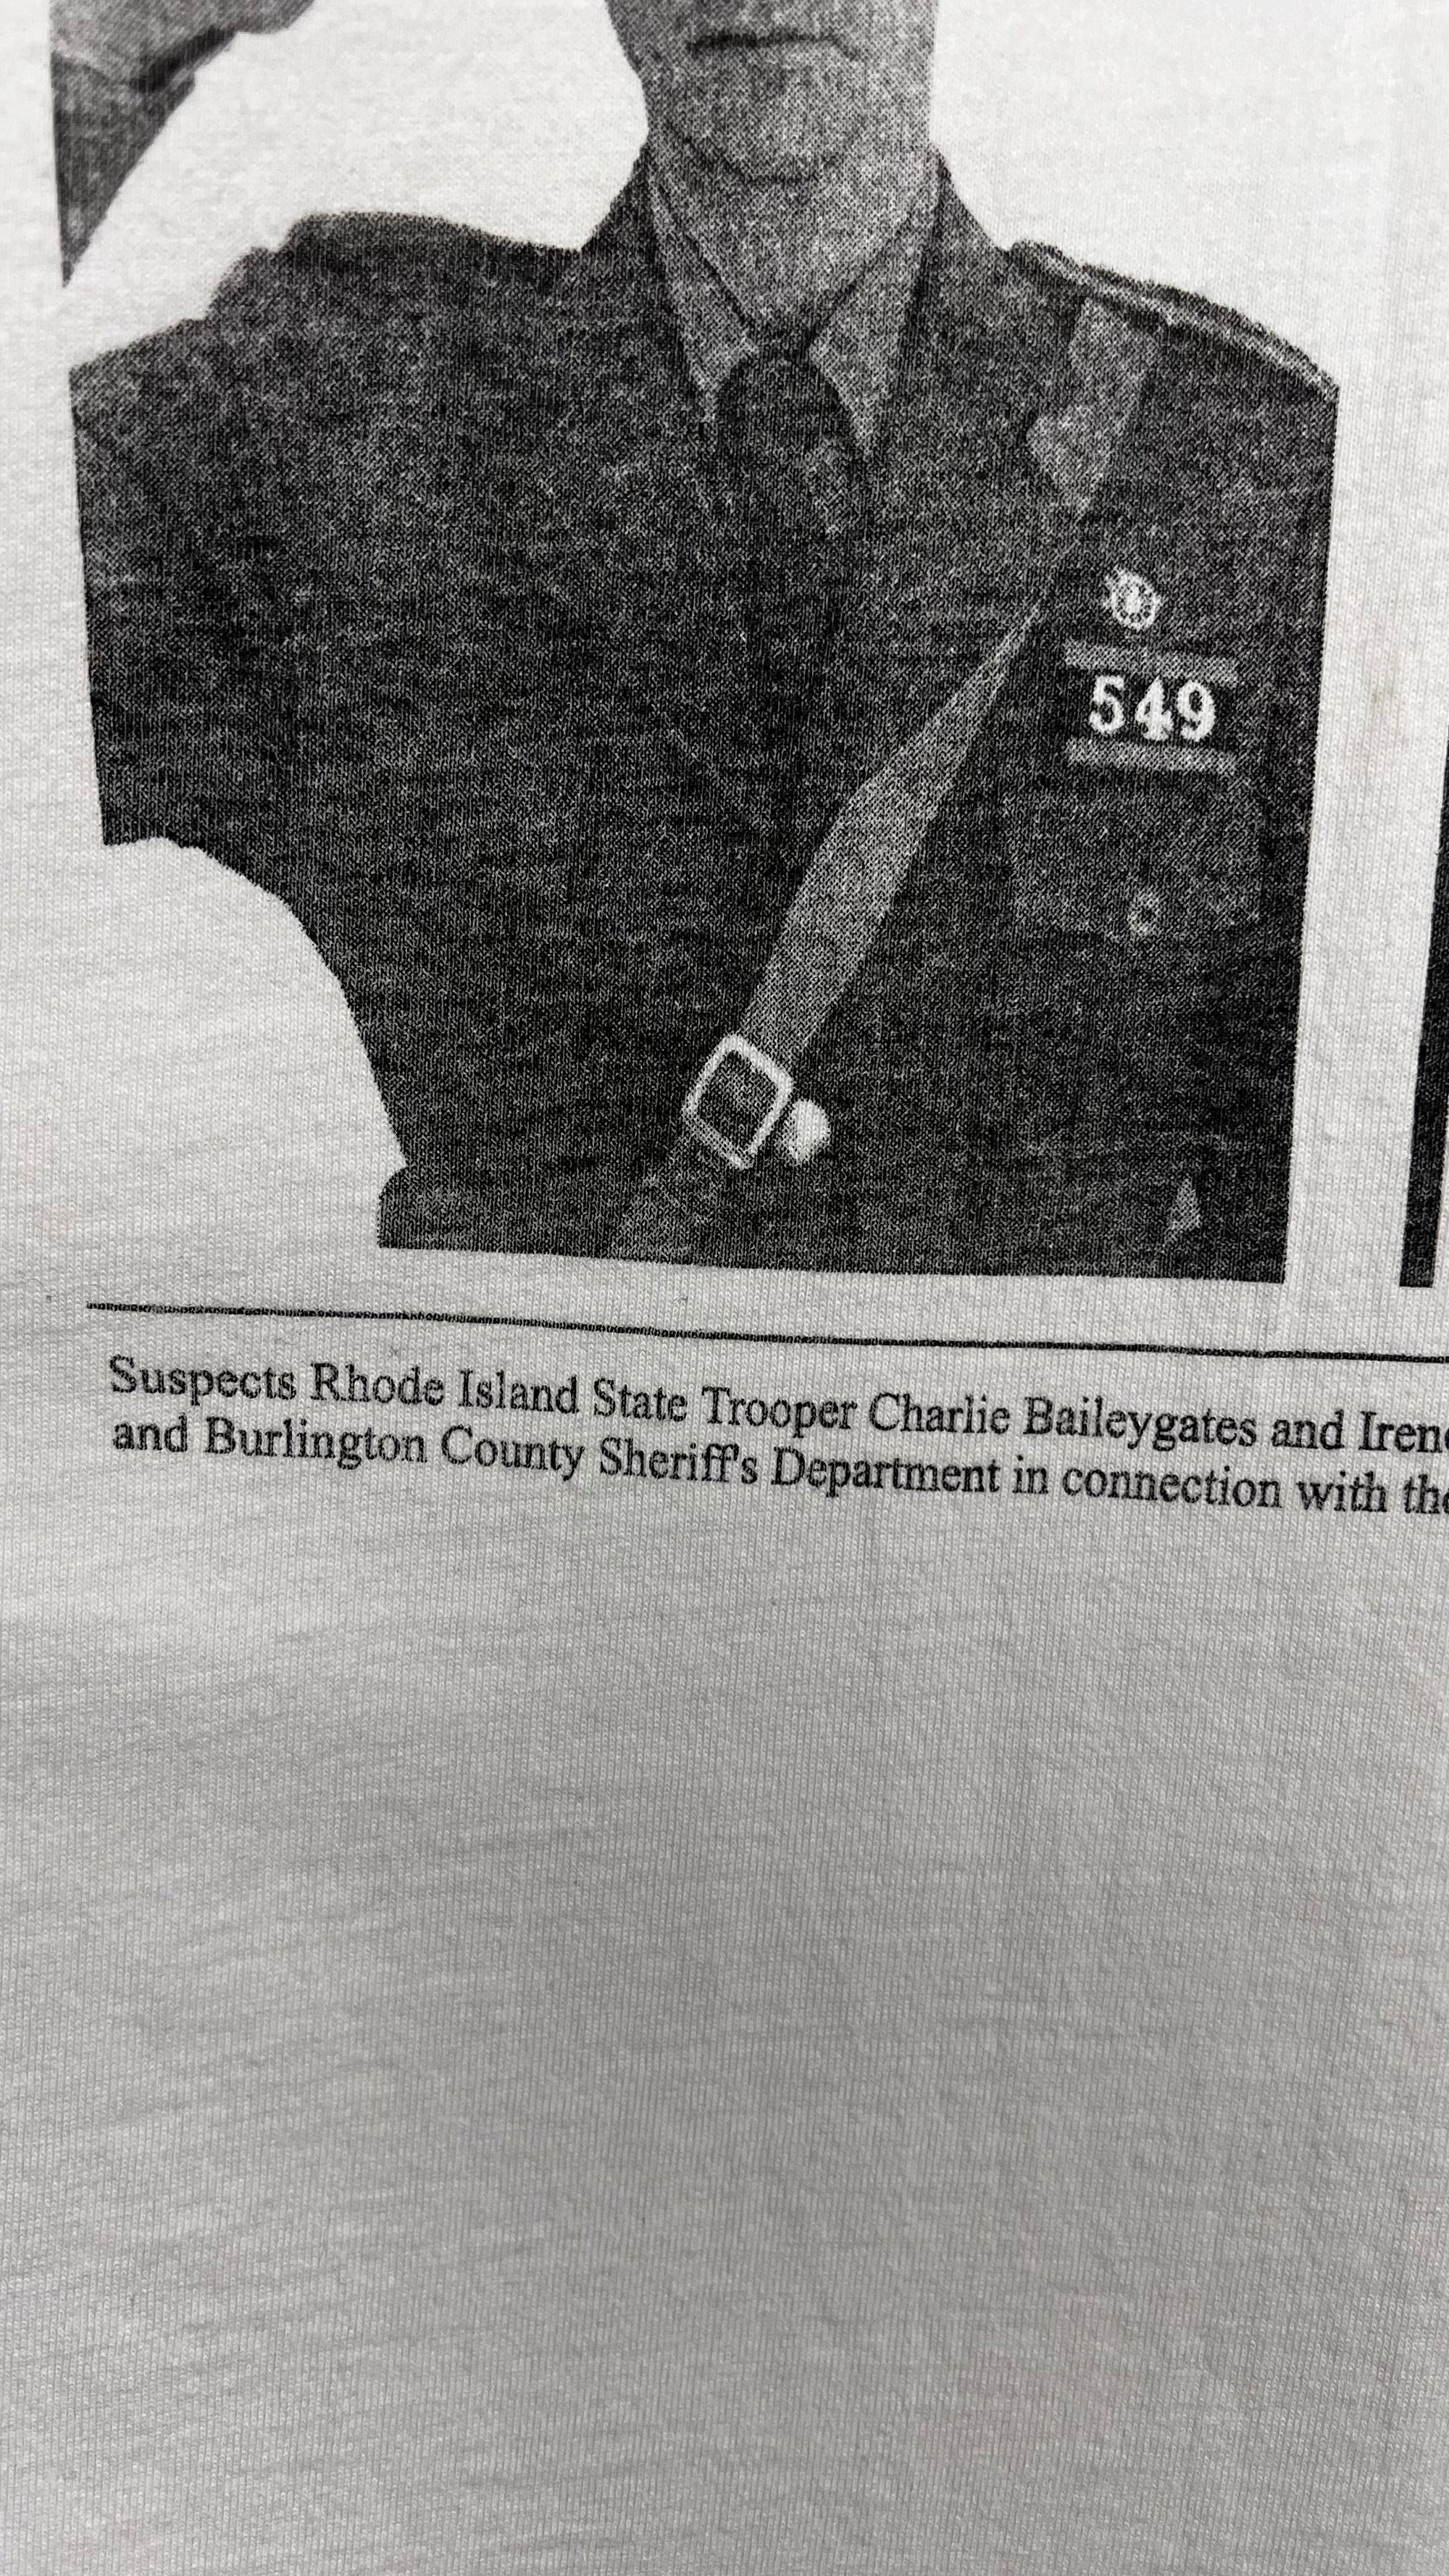 549
Suspects Rhode Island State Trooper Charlie Baileygates and
and Burlington County Sheriff's Department in connection with